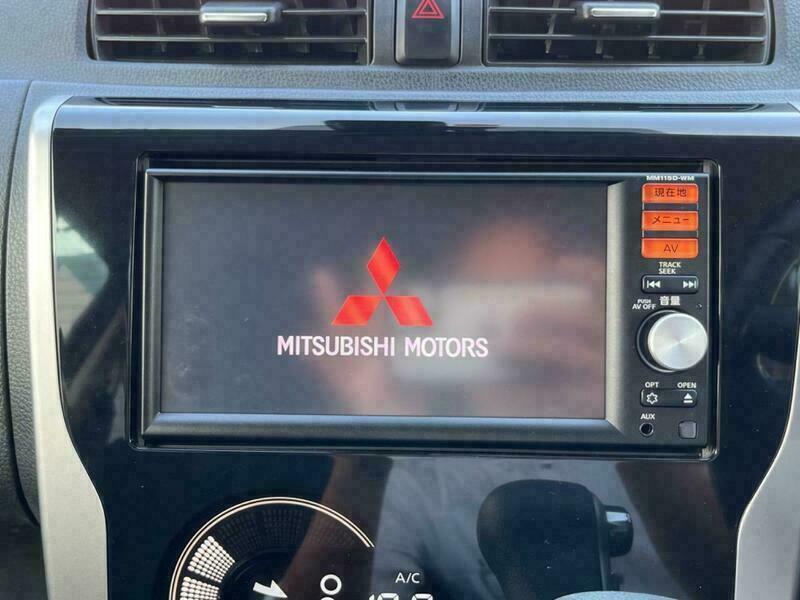 MM115D-WM
現在地
メニュー
AV
TRACK
SEEK
PUSH
AV OFF
音量
MITSUBISHI MOTORS
OPT
OPEN
AUX
A/C